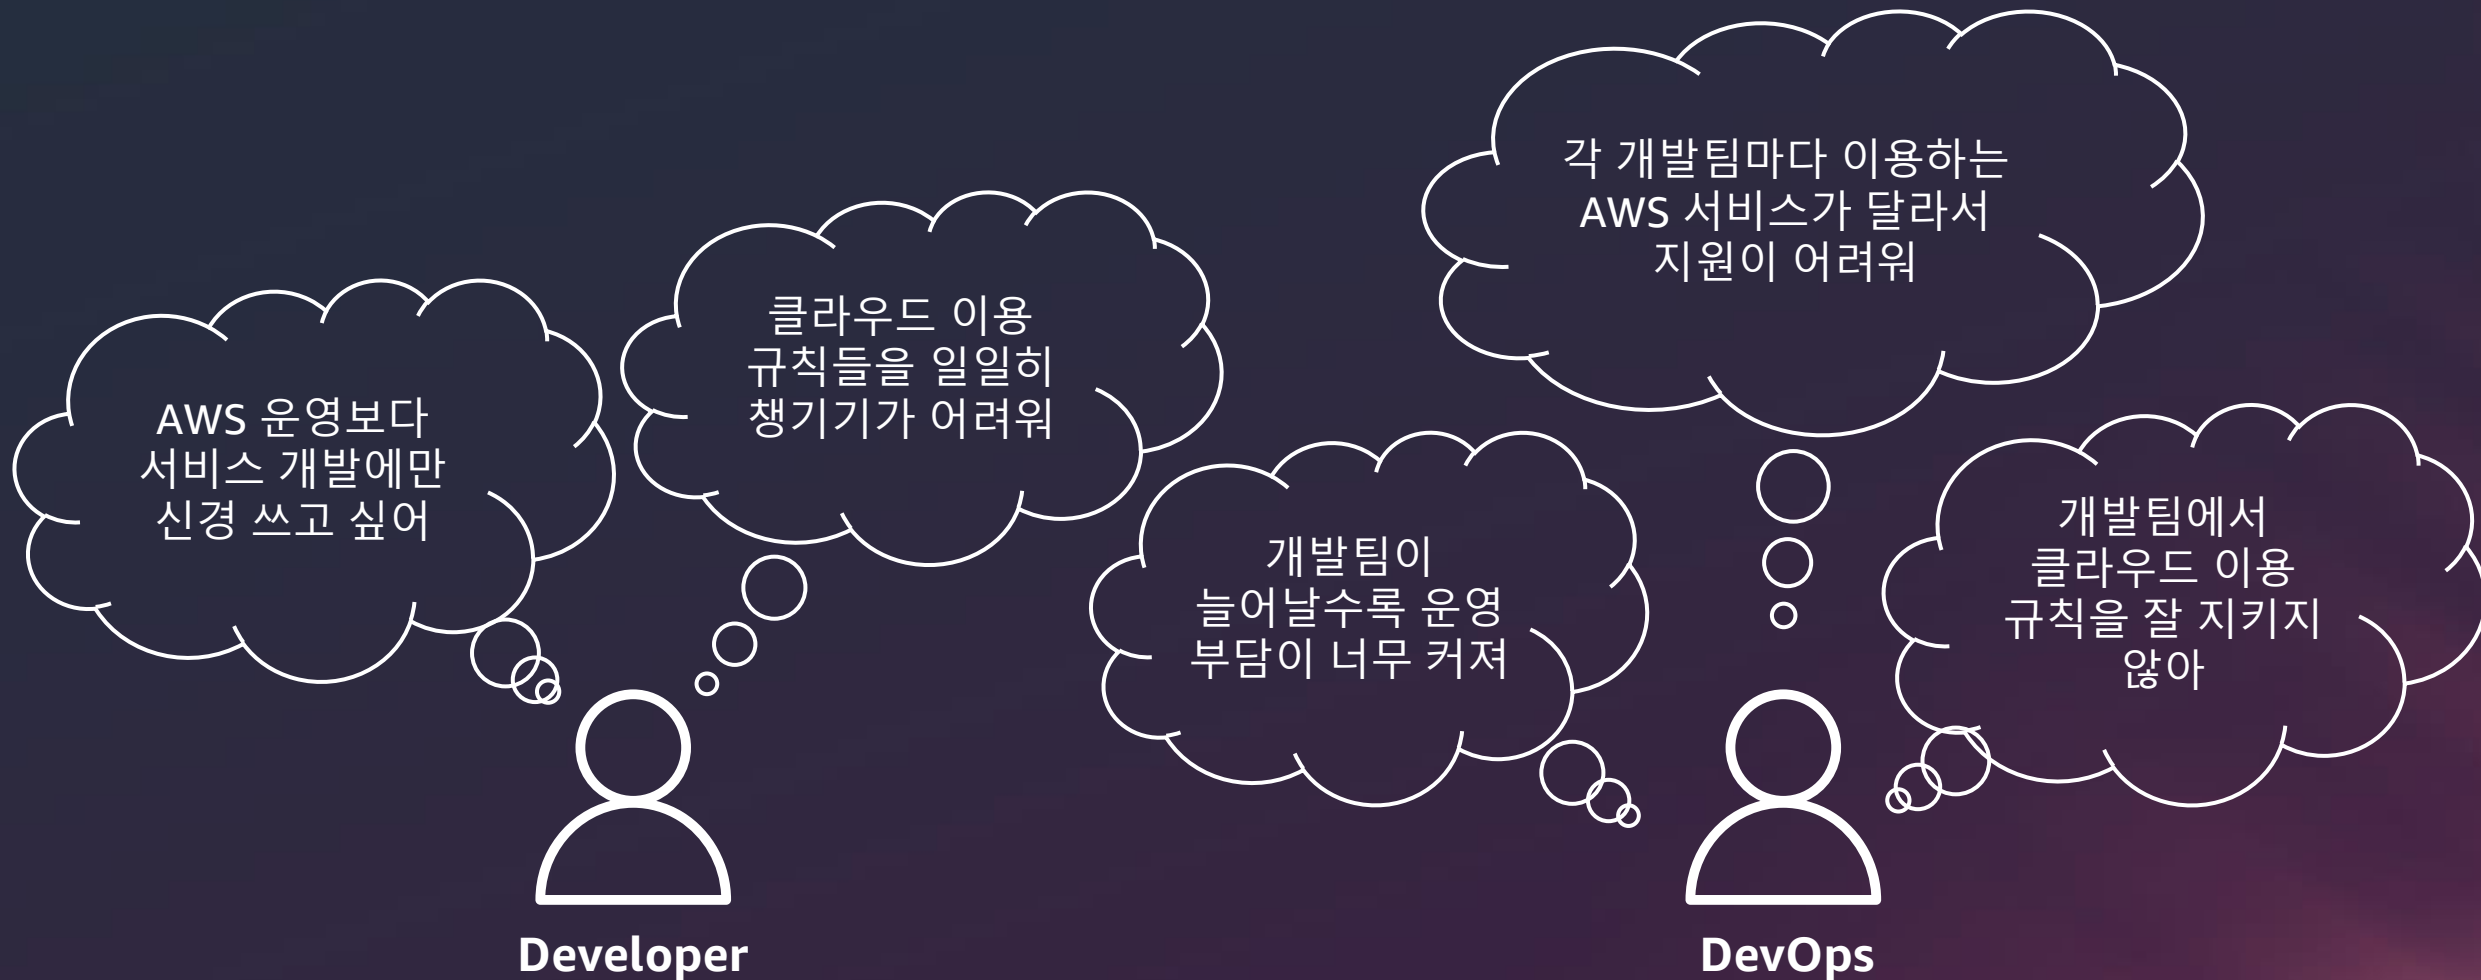 AWS 운영보다
서비스 개발에만
신경 쓰고 싶어
클라우드 이용
규칙들을 일일히
챙기기가 어려워
Developer
개발팀이
늘어날수록 운영
부담이 너무 커져
각 개발팀마다 이용하는
AWS 서비스가 달라서
지원이 어려워
개발팀에서
클라우드 이용
규칙을 잘 지키지
않아
DevOps